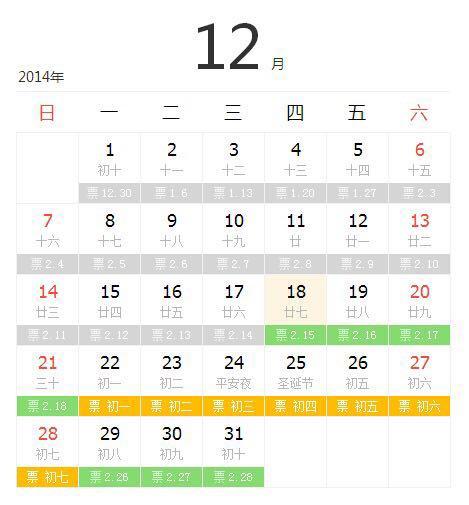 12 月
2014年
日 一 二 三 四 五 六
1 2 3 4 5 6
初十 十一 十二 十三 十四 十五
票 12.30 票 1.6 票 1.13 票 1.20 票 1.27 票 2.3
7 8 9 10 11 12 13
十六 十七 十八 十九 廿 廿一 廿二
票 2.4 票 2.5 票 2.6 票 2.7 票 2.8 票 2.9 票 2.10
14 15 16 17 18 19 20
廿三 廿四 廿五 廿六 廿七 廿八 廿九
票 2.11 票 2.12 票 2.13 票 2.14 票 2.15 票 2.16 票 2.17
21 22 23 24 25 26 27
三十 初一 初二 平安夜 圣诞节 初五 初六
票 2.18 票 初一 票 初二 票 初三 票 初四 票 初五 票 初六
28 29 30 31
初七 初八 初九 初十
票 初七 票 2.26 票 2.27 票 2.28